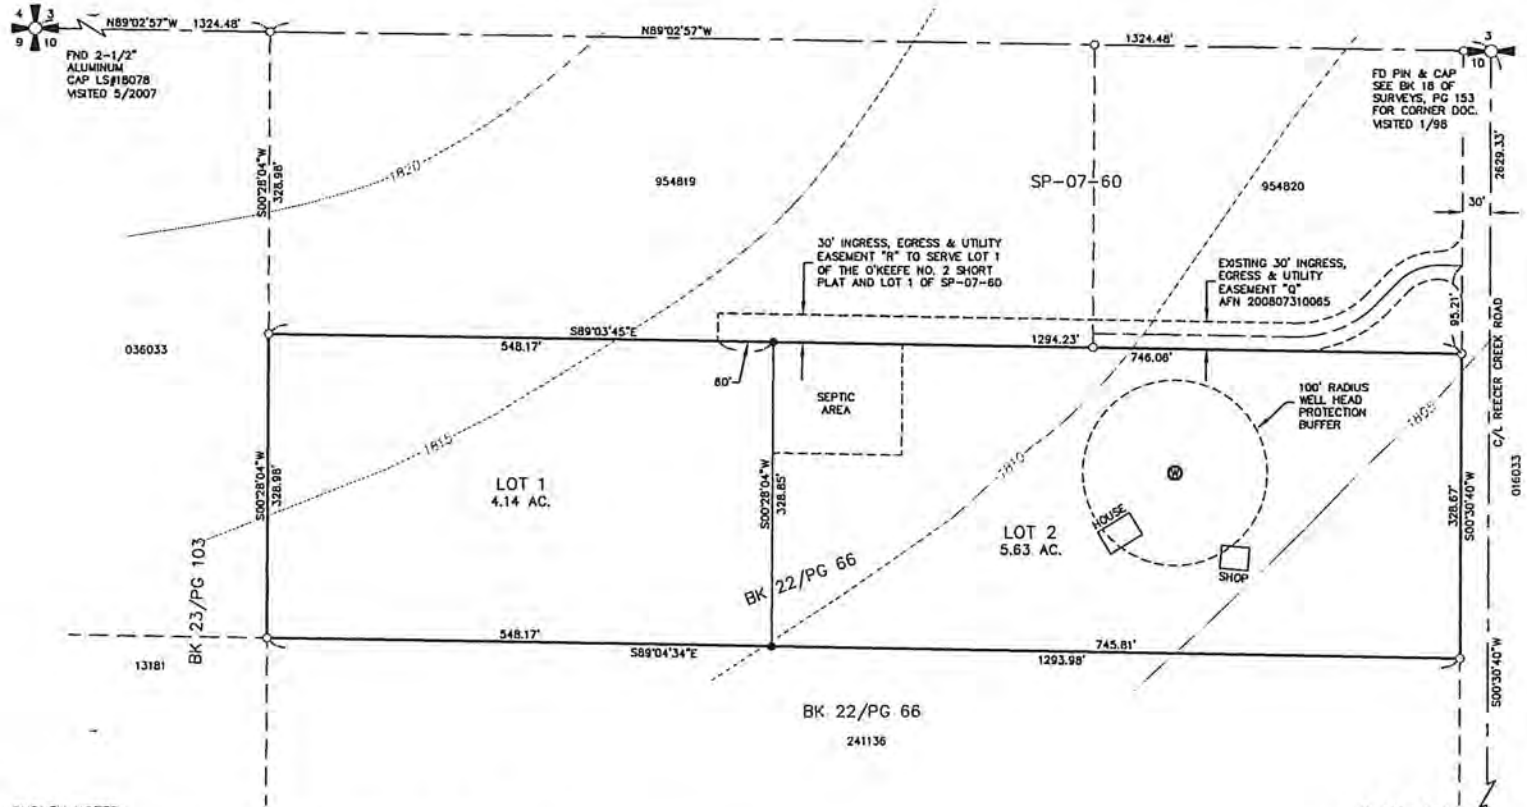 4 3
9 10
N89°02'57"W 1324.48'
N89°02'57"W
1324.48'
3
10
FND 2-1/2"
ALUMINUM
CAP LS#18078
VISITED 5/2007
FD PIN & CAP
SEE BK 18 OF
SURVEYS, PG 153
FOR CORNER DOC.
VISITED 1/98
2629.33'
S00°28'04"W
328.98'
1820
954819
SP-07-60
954820
30'
30' INGRESS, EGRESS & UTILITY
EASEMENT "R" TO SERVE LOT 1
OF THE O'KEEFE NO. 2 SHORT
PLAT AND LOT 1 OF SP-07-60
EXISTING 30' INGRESS,
EGRESS & UTILITY
EASEMENT "Q"
AFN 200807310065
95.21'
C/L REECER CREEK ROAD
036033
S89°03'45"E
548.17'
1294.23'
746.06'
60'
SEPTIC
AREA
100' RADIUS
WELL HEAD
PROTECTION
BUFFER
1805
1815
1810
S00°28'04"W
328.98'
LOT 1
4.14 AC.
S00°28'04"W
328.85'
W
HOUSE
LOT 2
5.63 AC.
SHOP
328.67'
S00°30'40"W
016033
BK 23/PG 103
BK 22/PG 66
548.17'
S89°04'34"E
745.81'
1293.98'
S00°30'40"W
13181
BK 22/PG 66
241136